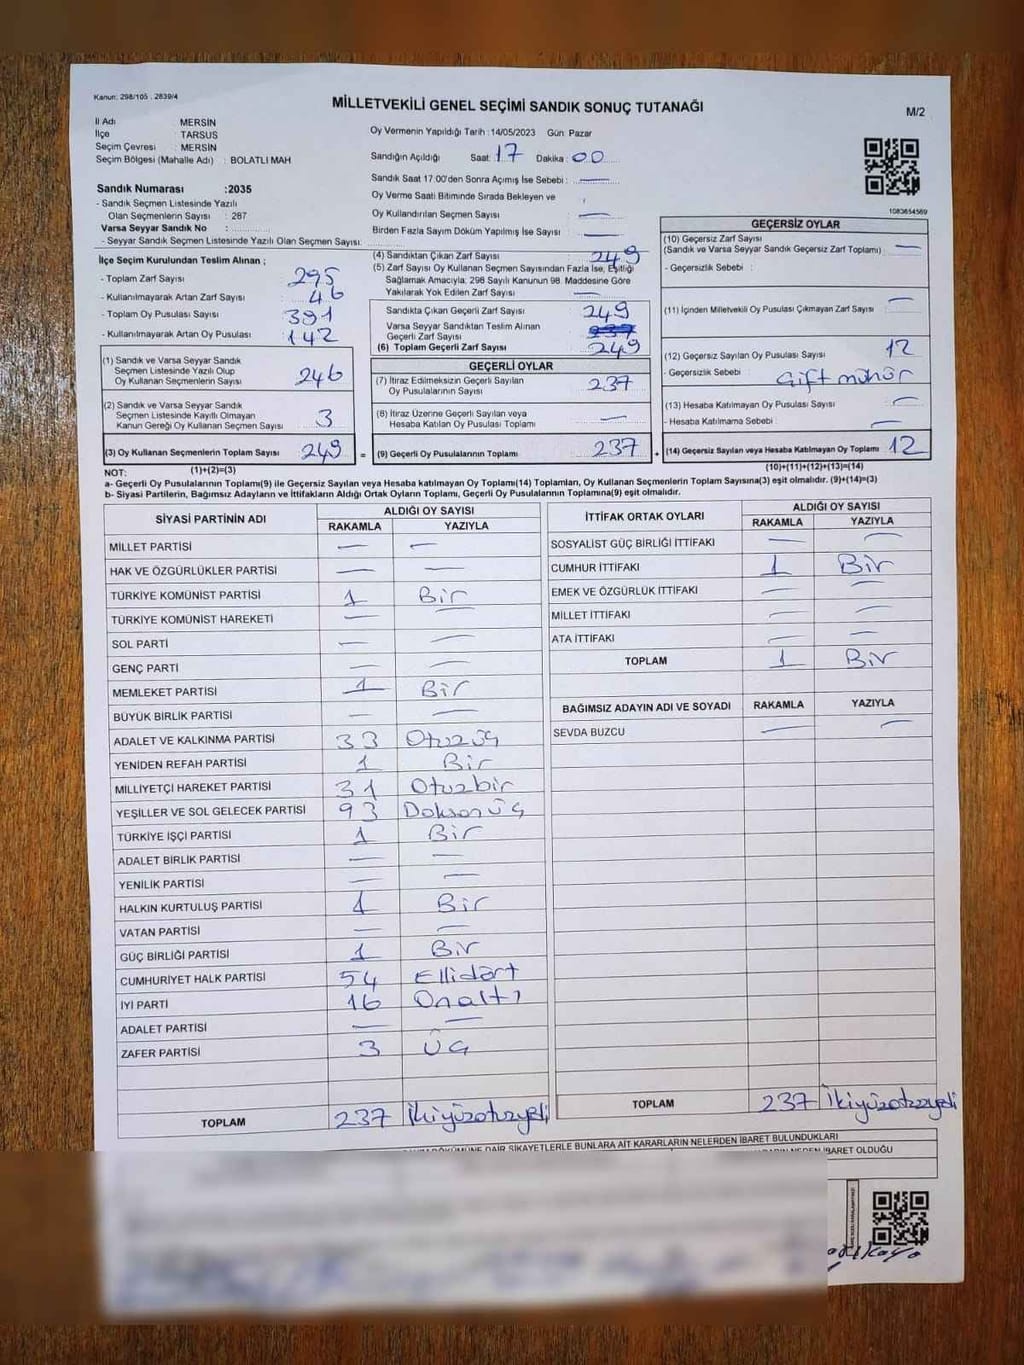 Kanun: 298/105 , 2839/4
MİLLETVEKİLİ GENEL SEÇİMİ SANDIK SONUÇ TUTANAĞI
M/2
İl Adı MERSİN
İlçe TARSUS
Seçim Çevresi : MERSİN
Seçim Bölgesi (Mahalle Adı) : BOLATLI MAH
Oy Vermenin Yapıldığı Tarih :14/05/2023 Gün: Pazar
Sandığın Açıldığı Saat: 17 Dakika: 00
Sandık Saat 17:00'den Sonra Açımış İse Sebebi : —
Oy Verme Saati Bitiminde Sırada Bekleyen ve
Oy Kullandırılan Seçmen Sayısı —
Birden Fazla Sayım Döküm Yapılmış İse Sayısı —
Sandık Numarası :2035
- Sandık Seçmen Listesinde Yazılı
Olan Seçmenlerin Sayısı : 287
Varsa Seyyar Sandık No :
- Seyyar Sandık Seçmen Listesinde Yazılı Olan Seçmen Sayısı:
1083654569
İlçe Seçim Kurulundan Teslim Alınan ;
- Toplam Zarf Sayısı 295
- Kullanılmayarak Artan Zarf Sayısı : 46
- Toplam Oy Pusulası Sayısı : 391
- Kullanılmayarak Artan Oy Pusulası : 142
(1) Sandık ve Varsa Seyyar Sandık
Seçmen Listesinde Yazılı Olup
Oy Kullanan Seçmenlerin Sayısı 246
(2) Sandık ve Varsa Seyyar Sandık
Seçmen Listesinde Kayıtlı Olmayan
Kanun Gereği Oy Kullanan Seçmen Sayısı 3
(3) Oy Kullanan Seçmenlerin Toplam Sayısı 249 =
(1)+(2)=(3)
(4) Sandıktan Çıkan Zarf Sayısı 249
(5) Zarf Sayısı Oy Kullanan Seçmen Sayısından Fazla İse, Eşitliği
Sağlamak Amacıyla; 298 Sayılı Kanunun 98. Maddesine Göre
Yakılarak Yok Edilen Zarf Sayısı —
Sandıkta Çıkan Geçerli Zarf Sayısı 249
Varsa Seyyar Sandıktan Teslim Alınan
Geçerli Zarf Sayısı
(6) Toplam Geçerli Zarf Sayısı 249
GEÇERLİ OYLAR
(7) İtiraz Edilmeksizin Geçerli Sayılan
Oy Pusulalarının Sayısı 237
(8) İtiraz Üzerine Geçerli Sayılan veya
Hesaba Katılan Oy Pusulası Toplamı —
(9) Geçerli Oy Pusulalarının Toplamı 237 +
GEÇERSİZ OYLAR
(10) Geçersiz Zarf Sayısı
(Sandık ve Varsa Seyyar Sandık Geçersiz Zarf Toplamı) : —
- Geçersizlik Sebebi :
(11) İçinden Milletvekili Oy Pusulası Çıkmayan Zarf Sayısı —
(12) Geçersiz Sayılan Oy Pusulası Sayısı 12
- Geçersizlik Sebebi : Çift mühür
(13) Hesaba Katılmayan Oy Pusulası Sayısı —
- Hesaba Katılmama Sebebi : —
(14) Geçersiz Sayılan veya Hesaba Katılmayan Oy Toplamı 12
(10)+(11)+(12)+(13)=(14)
NOT:
a- Geçerli Oy Pusulalarının Toplamı(9) ile Geçersiz Sayılan veya Hesaba katılmayan Oy Toplamı(14) Toplamları, Oy Kullanan Seçmenlerin Toplam Sayısına(3) eşit olmalıdır. (9)+(14)=(3)
b- Siyasi Partilerin, Bağımsız Adayların ve İttifakların Aldığı Ortak Oyların Toplamı, Geçerli Oy Pusulalarının Toplamına(9) eşit olmalıdır.
SİYASİ PARTİNİN ADI ALDIĞI OY SAYISI
RAKAMLA YAZIYLA
MİLLET PARTİSİ — —
HAK VE ÖZGÜRLÜKLER PARTİSİ — —
TÜRKİYE KOMÜNİST PARTİSİ 1 Bir
TÜRKİYE KOMÜNİST HAREKETİ — —
SOL PARTİ — —
GENÇ PARTİ — —
MEMLEKET PARTİSİ 1 Bir
BÜYÜK BİRLİK PARTİSİ — —
ADALET VE KALKINMA PARTİSİ 33 Otuzüç
YENİDEN REFAH PARTİSİ 1 Bir
MİLLİYETÇİ HAREKET PARTİSİ 31 Otuzbir
YEŞİLLER VE SOL GELECEK PARTİSİ 93 Doksanüç
TÜRKİYE İŞÇİ PARTİSİ 1 Bir
ADALET BİRLİK PARTİSİ — —
YENİLİK PARTİSİ — —
HALKIN KURTULUŞ PARTİSİ 1 Bir
VATAN PARTİSİ — —
GÜÇ BİRLİĞİ PARTİSİ 1 Bir
CUMHURİYET HALK PARTİSİ 54 Ellidört
İYİ PARTİ 16 Onaltı
ADALET PARTİSİ — —
ZAFER PARTİSİ 3 Üç
TOPLAM 237 İkiyüzotuzyedi
İTTİFAK ORTAK OYLARI ALDIĞI OY SAYISI
RAKAMLA YAZIYLA
SOSYALİST GÜÇ BİRLİĞİ İTTİFAKI — —
CUMHUR İTTİFAKI 1 Bir
EMEK VE ÖZGÜRLÜK İTTİFAKI — —
MİLLET İTTİFAKI — —
ATA İTTİFAKI — —
TOPLAM 1 Bir
BAĞIMSIZ ADAYIN ADI VE SOYADI RAKAMLA YAZIYLA
SEVDA BUZCU — —
TOPLAM 237 İkiyüzotuzyedi
DAİR ŞİKAYETLERLE BUNLARA AİT KARARLARIN NELERDEN İBARET BULUNDUKLARI
İBARET OLDUĞU